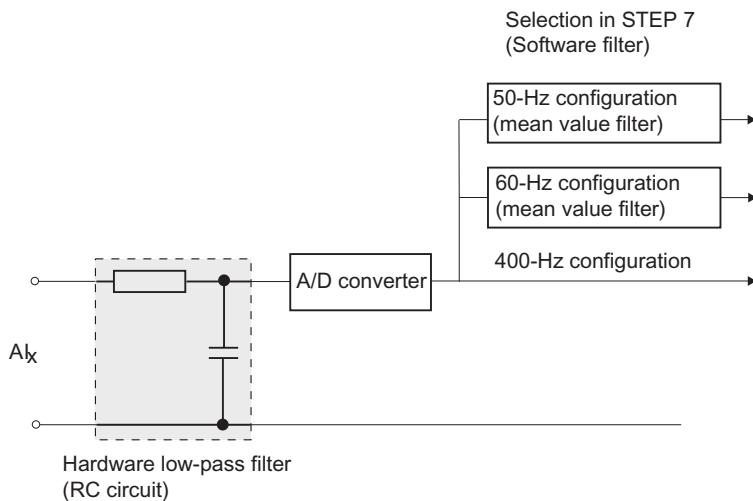 Selection in STEP 7
(Software filter)
50-Hz configuration
(mean value filter)
60-Hz configuration
(mean value filter)
400-Hz configuration
A/D converter
AIx
Hardware low-pass filter
(RC circuit)